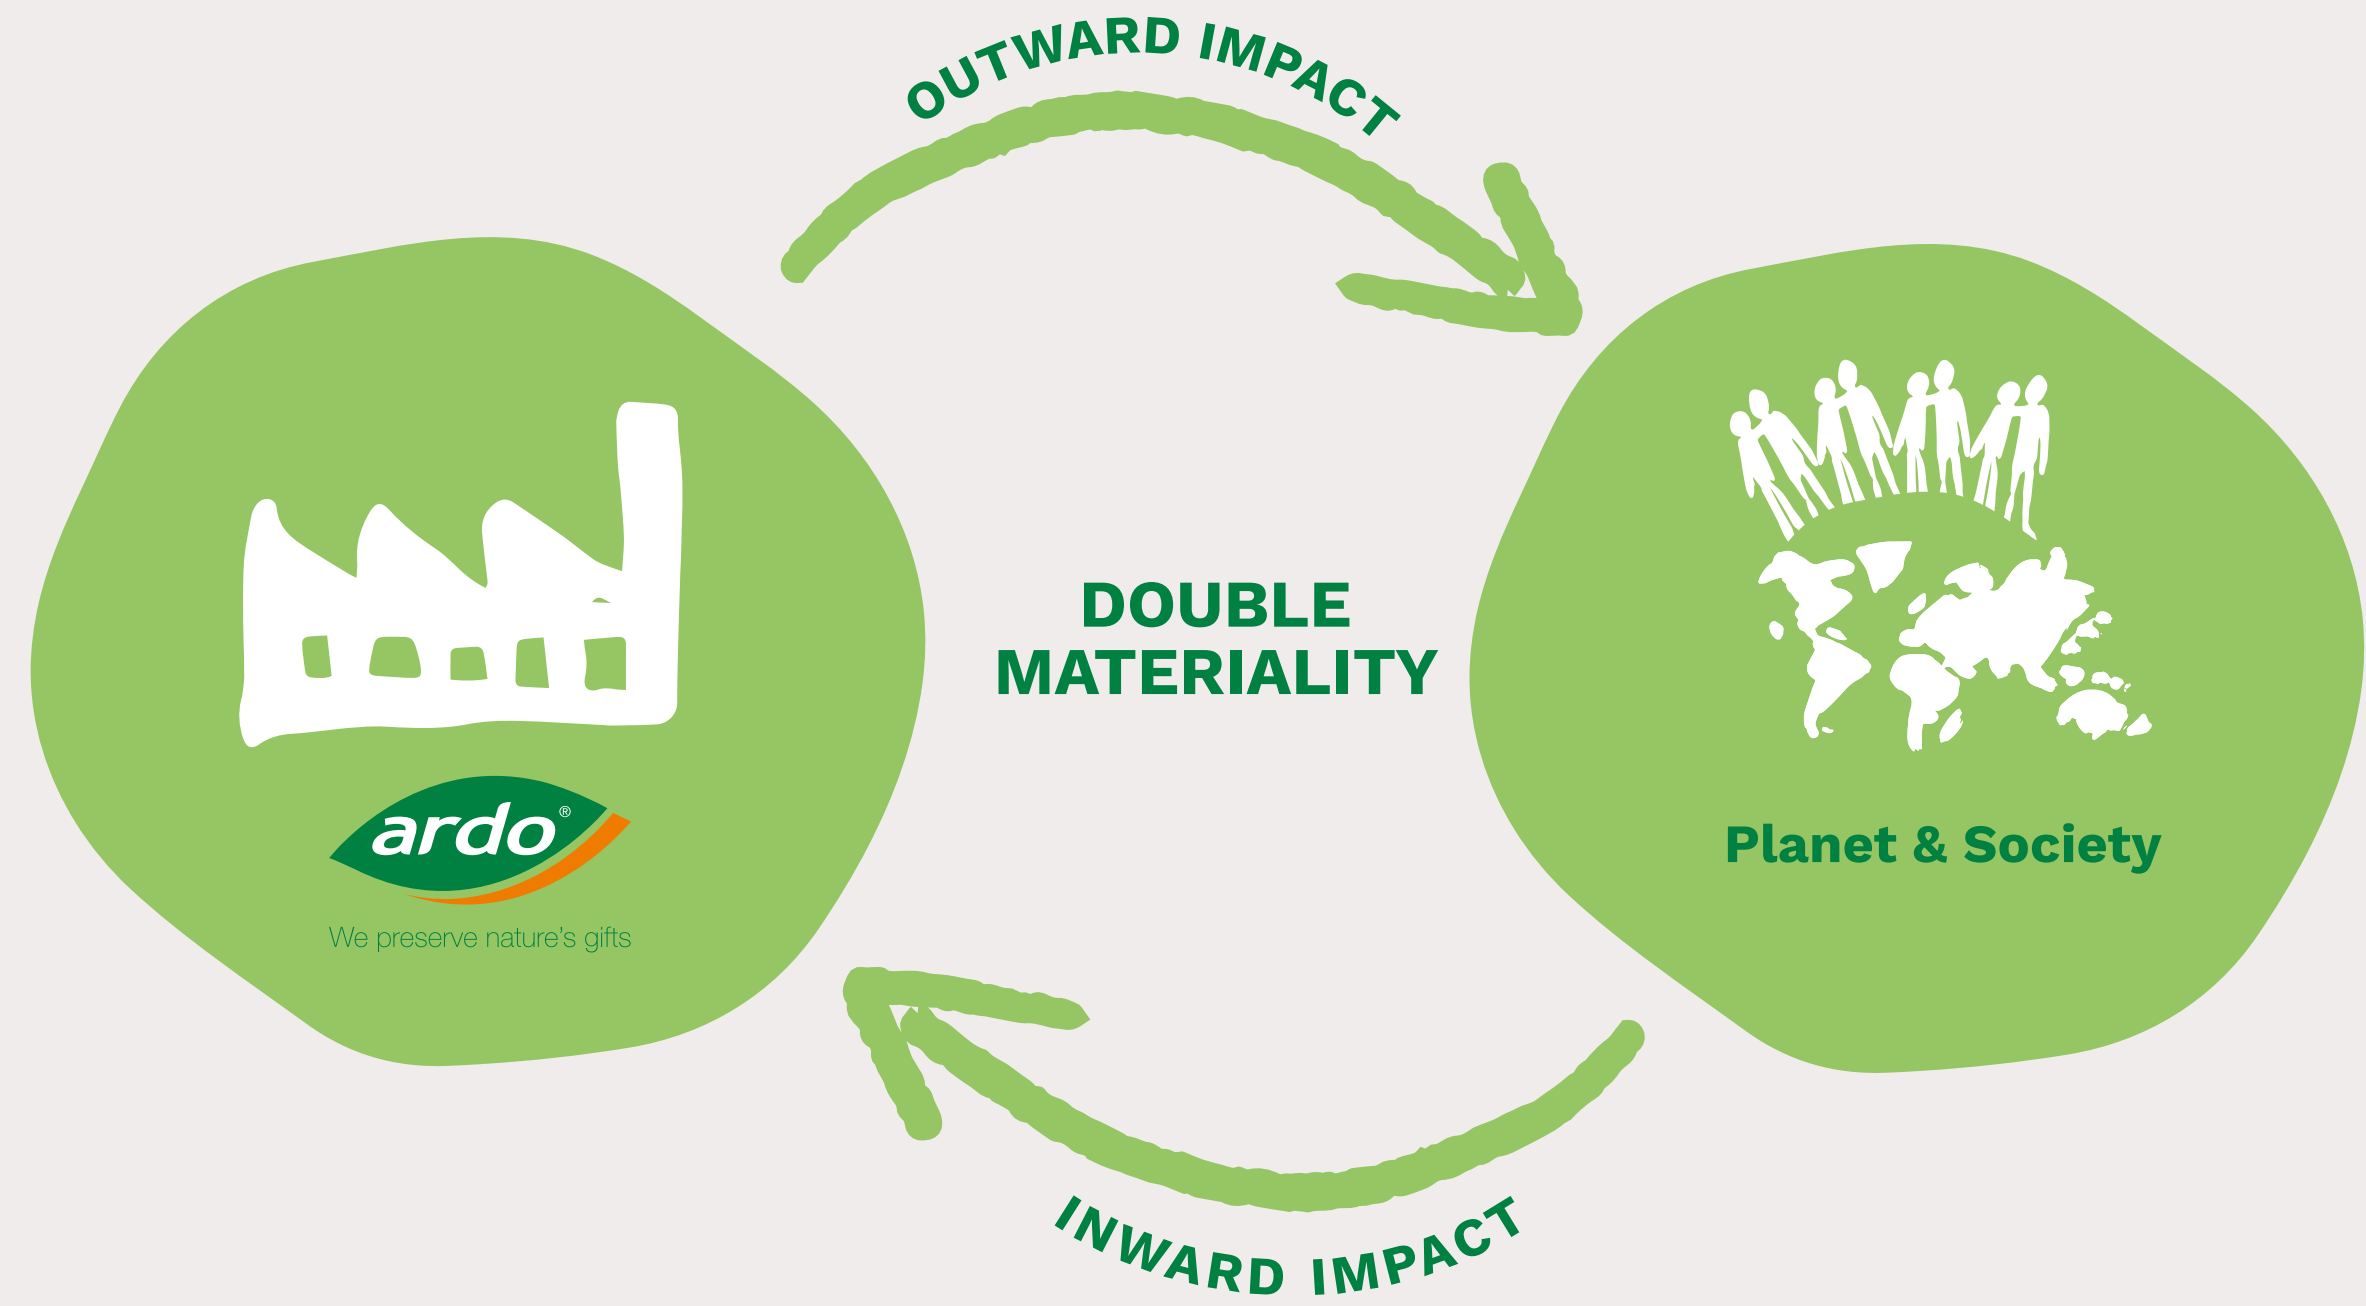 OUTWARD IMPACT
DOUBLE
MATERIALITY
ardo®
We preserve nature's gifts
Planet & Society
INWARD IMPACT